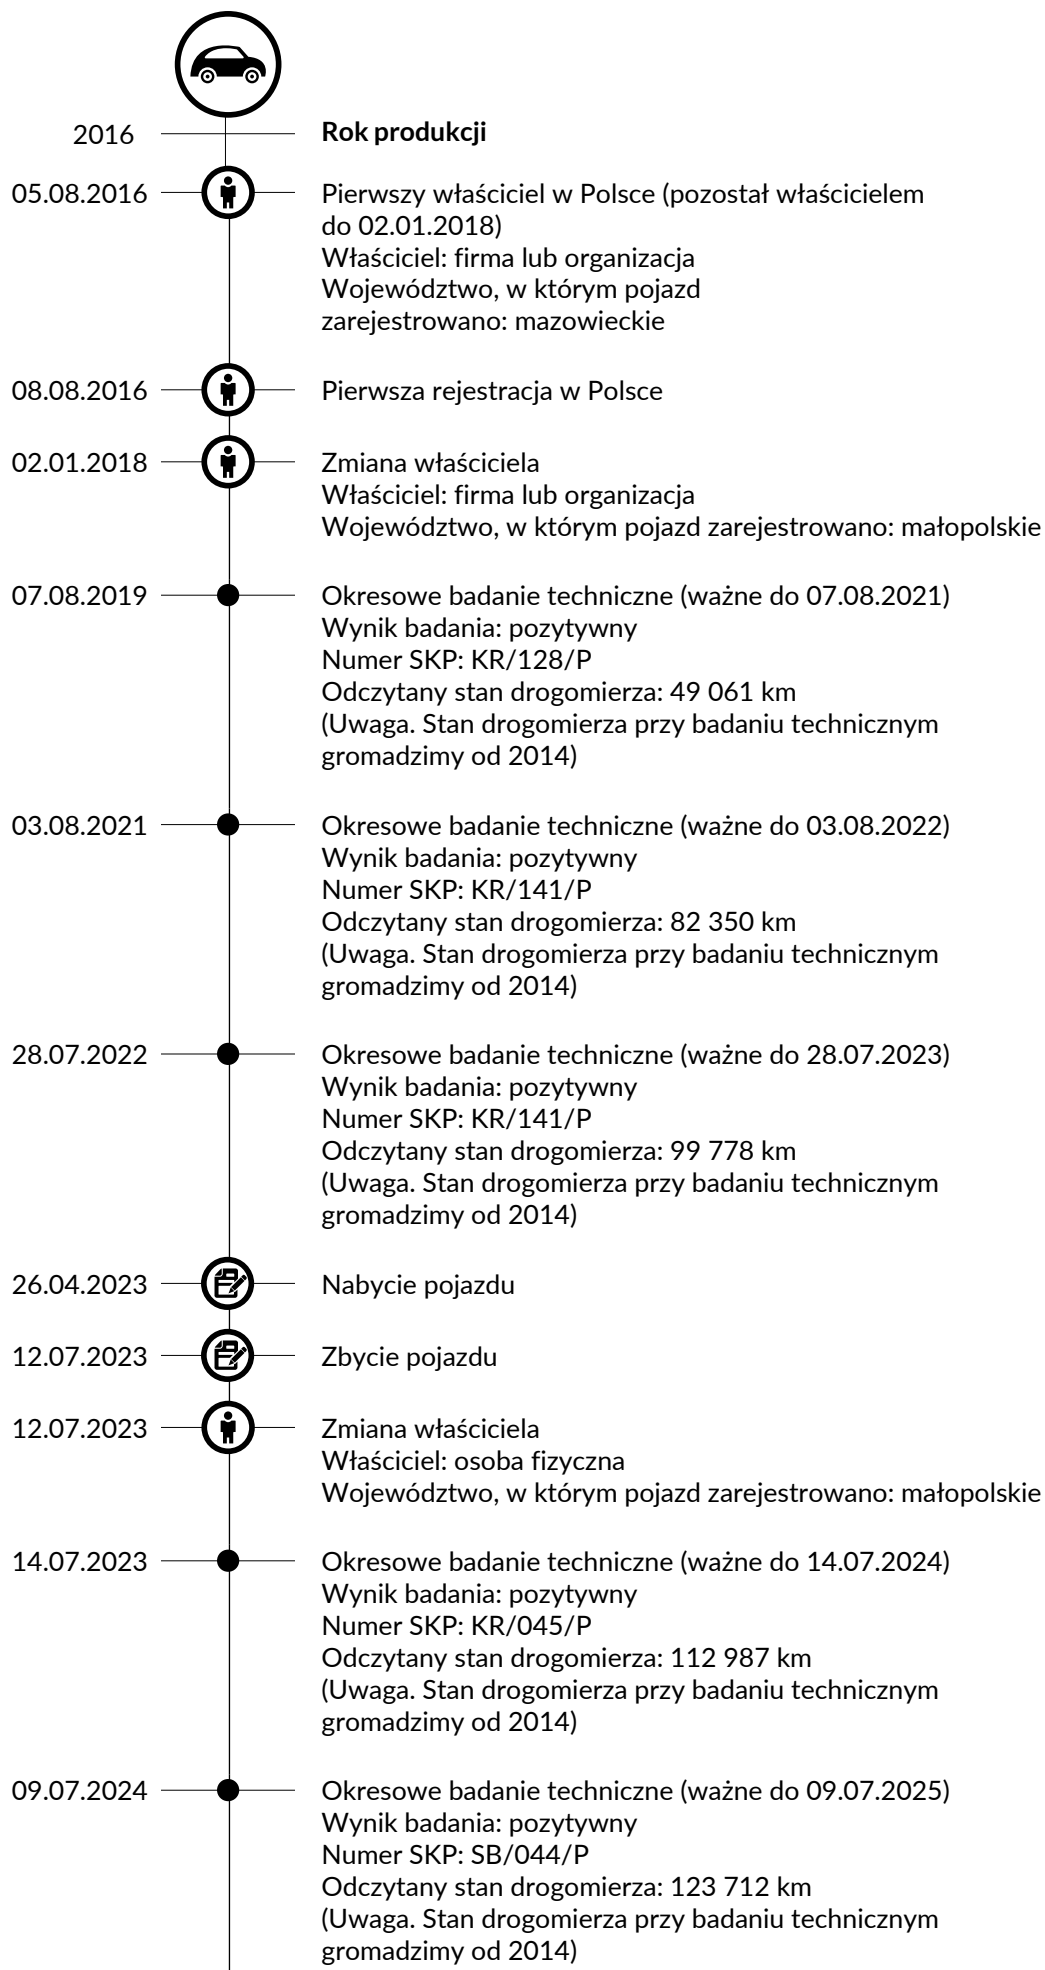 2016 Rok produkcji
05.08.2016 Pierwszy właściciel w Polsce (pozostał właścicielem
do 02.01.2018)
Właściciel: firma lub organizacja
Województwo, w którym pojazd
zarejestrowano: mazowieckie
08.08.2016 Pierwsza rejestracja w Polsce
02.01.2018 Zmiana właściciela
Właściciel: firma lub organizacja
Województwo, w którym pojazd zarejestrowano: małopolskie
07.08.2019 Okresowe badanie techniczne (ważne do 07.08.2021)
Wynik badania: pozytywny
Numer SKP: KR/128/P
Odczytany stan drogomierza: 49 061 km
(Uwaga. Stan drogomierza przy badaniu technicznym
gromadzimy od 2014)
03.08.2021 Okresowe badanie techniczne (ważne do 03.08.2022)
Wynik badania: pozytywny
Numer SKP: KR/141/P
Odczytany stan drogomierza: 82 350 km
(Uwaga. Stan drogomierza przy badaniu technicznym
gromadzimy od 2014)
28.07.2022 Okresowe badanie techniczne (ważne do 28.07.2023)
Wynik badania: pozytywny
Numer SKP: KR/141/P
Odczytany stan drogomierza: 99 778 km
(Uwaga. Stan drogomierza przy badaniu technicznym
gromadzimy od 2014)
26.04.2023 Nabycie pojazdu
12.07.2023 Zbycie pojazdu
12.07.2023 Zmiana właściciela
Właściciel: osoba fizyczna
Województwo, w którym pojazd zarejestrowano: małopolskie
14.07.2023 Okresowe badanie techniczne (ważne do 14.07.2024)
Wynik badania: pozytywny
Numer SKP: KR/045/P
Odczytany stan drogomierza: 112 987 km
(Uwaga. Stan drogomierza przy badaniu technicznym
gromadzimy od 2014)
09.07.2024 Okresowe badanie techniczne (ważne do 09.07.2025)
Wynik badania: pozytywny
Numer SKP: SB/044/P
Odczytany stan drogomierza: 123 712 km
(Uwaga. Stan drogomierza przy badaniu technicznym
gromadzimy od 2014)